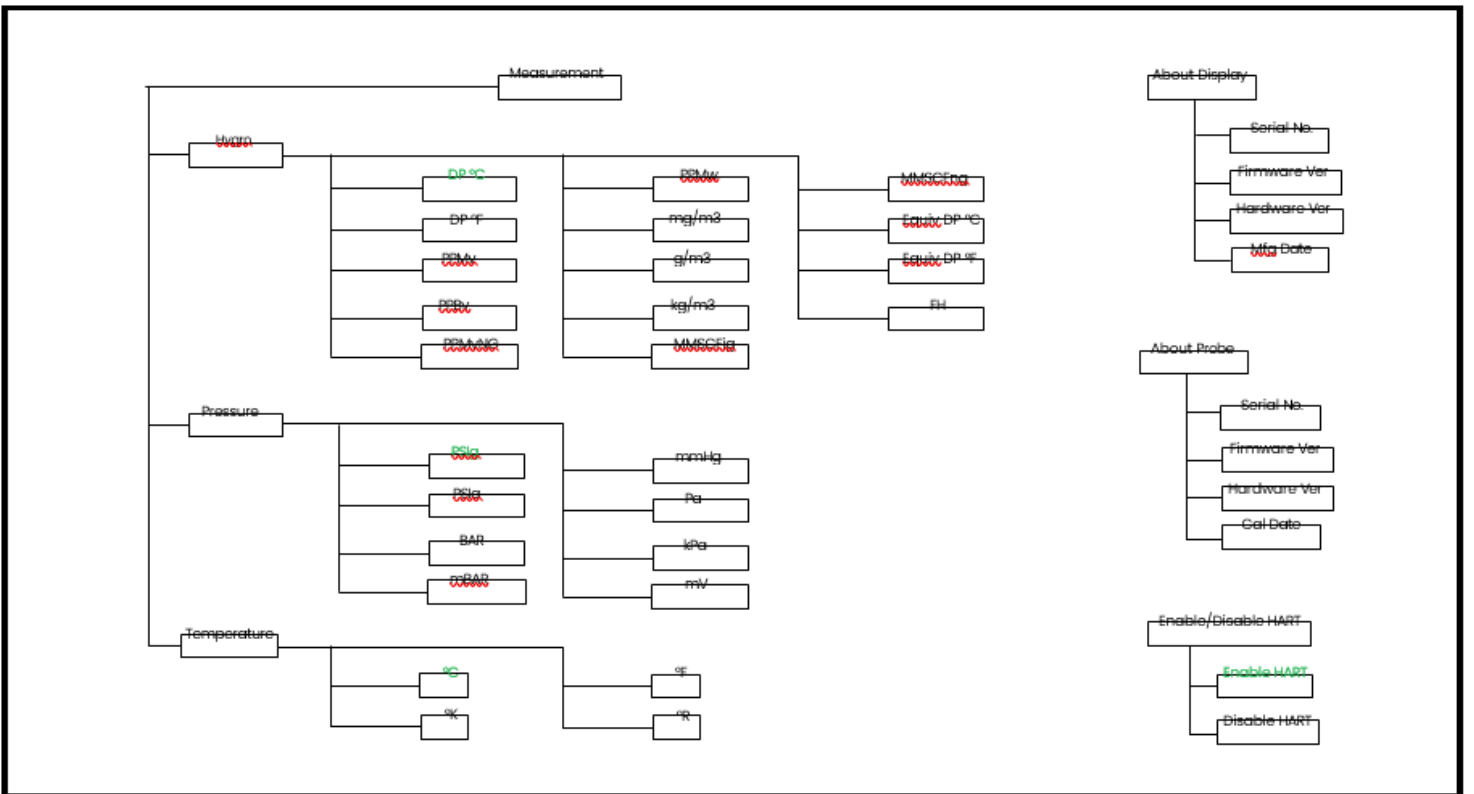 Measurement
Hygro
DP °C
DP °F
PPMv
PPBv
PPMvNG
PPMw
mg/m3
g/m3
kg/m3
MMSCFig
MMSCFng
Equiv DP °C
Equiv DP °F
FH
Pressure
PSIg
PSIa
BAR
mBAR
mmHg
Pa
kPa
mV
Temperature
°C
°K
°F
°R
About Display
Serial No.
Firmware Ver
Hardware Ver
Mfg Date
About Probe
Serial No.
Firmware Ver
Hardware Ver
Cal Date
Enable/Disable HART
Enable HART
Disable HART